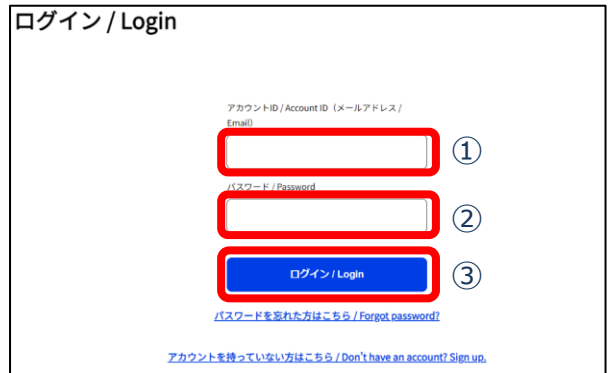 ログイン / Login
アカウントID / Account ID（メールアドレス /
Email）
①
パスワード / Password
②
ログイン / Login
③
パスワードを忘れた方はこちら / Forgot password?
アカウントを持っていない方はこちら / Don't have an account? Sign up.